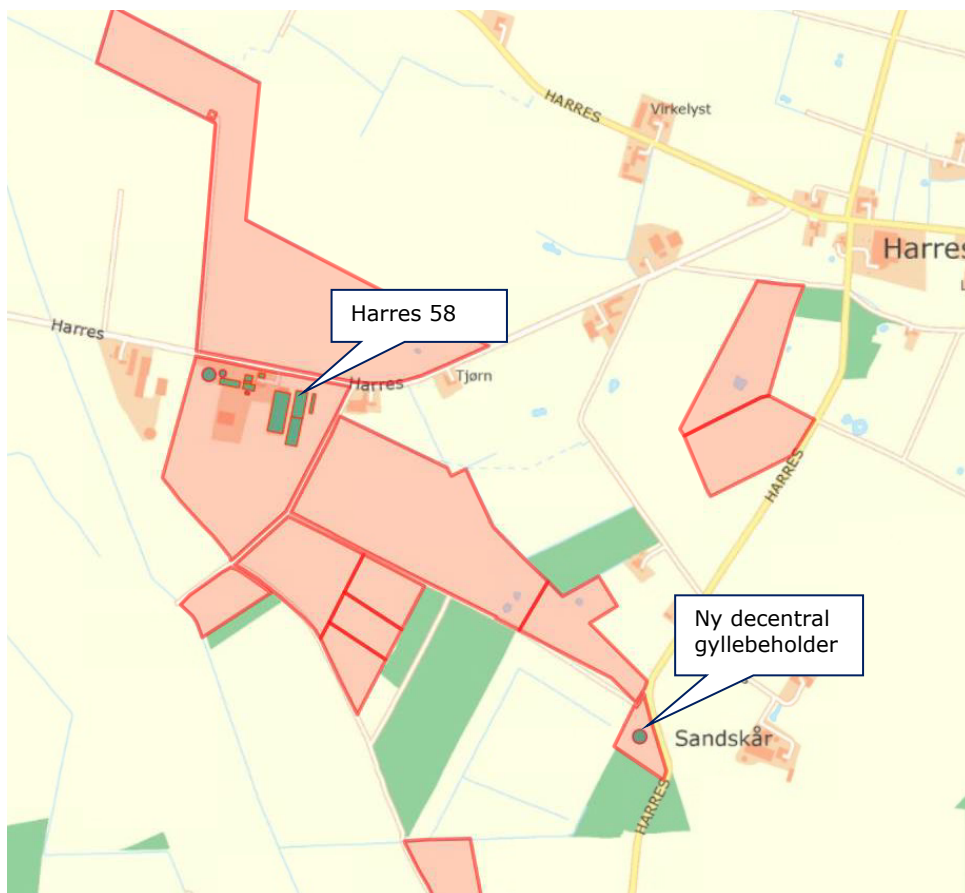 HARRES
Virkelyst
Harres
Harres 58
Harres
Harres
Tjørn
HARRES
Ny decentral
gyllebeholder
Sandskår
HARRES